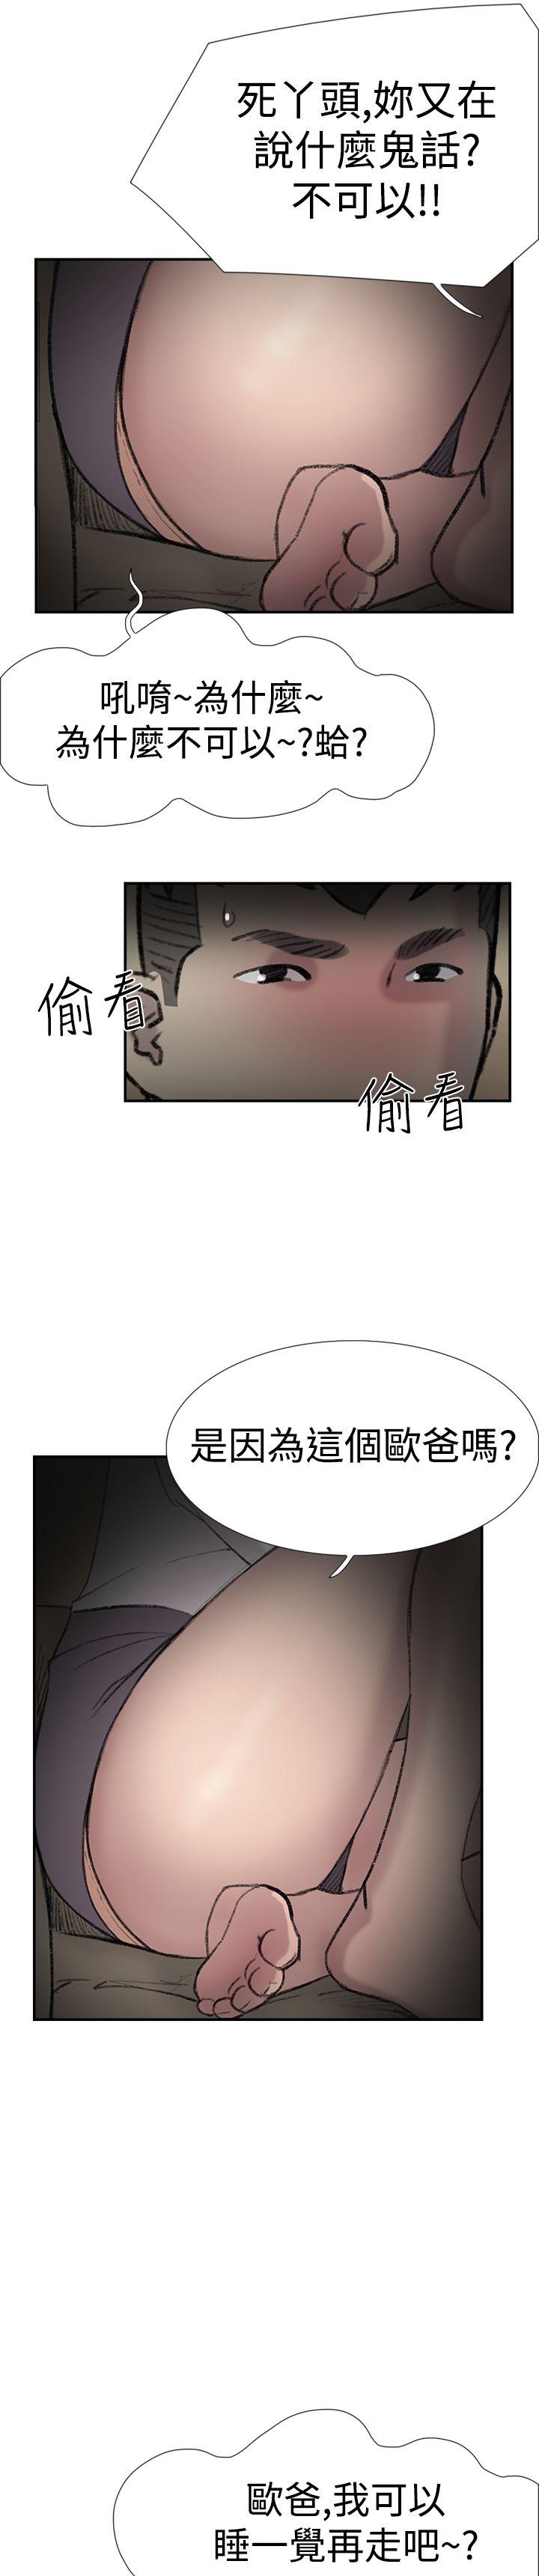 死丫頭,妳又在
說什麼鬼話?
不可以!!
吼唷~為什麼~
為什麼不可以~?蛤?
偷看
偷看
是因為這個歐爸嗎?
歐爸,我可以
睡一覺再走吧~?